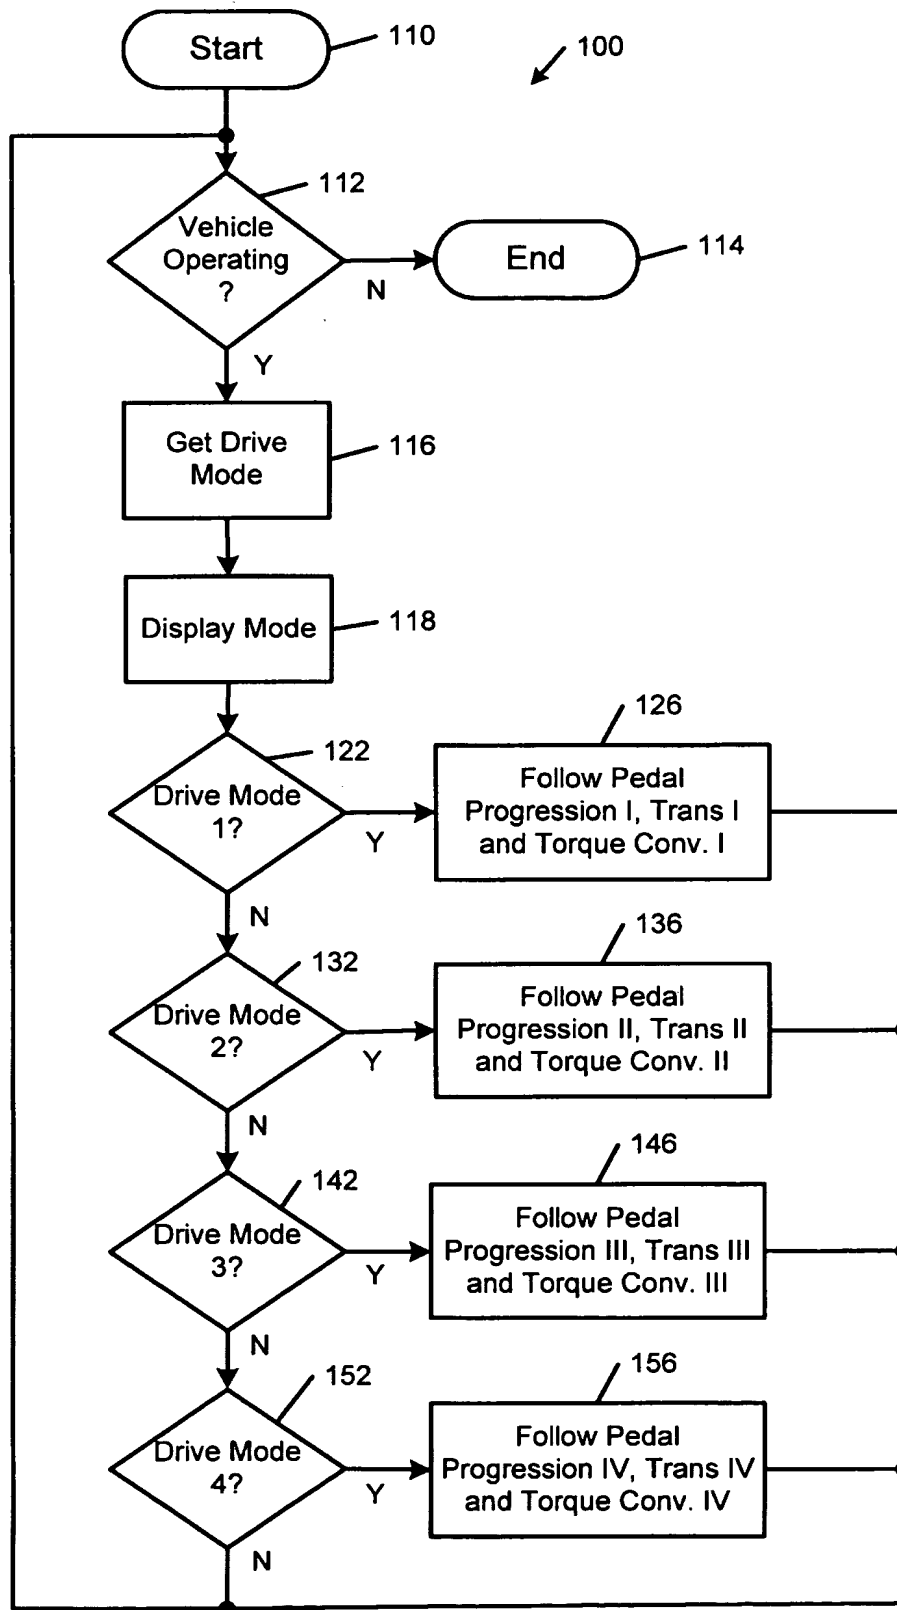 Start
110
100
112
Vehicle
Operating
?
N
End
114
Y
Get Drive
Mode
116
Display Mode
118
122
Drive Mode
1?
Y
126
Follow Pedal
Progression I, Trans I
and Torque Conv. I
N
132
Drive Mode
2?
Y
136
Follow Pedal
Progression II, Trans II
and Torque Conv. II
N
142
Drive Mode
3?
Y
146
Follow Pedal
Progression III, Trans III
and Torque Conv. III
N
152
Drive Mode
4?
Y
156
Follow Pedal
Progression IV, Trans IV
and Torque Conv. IV
N